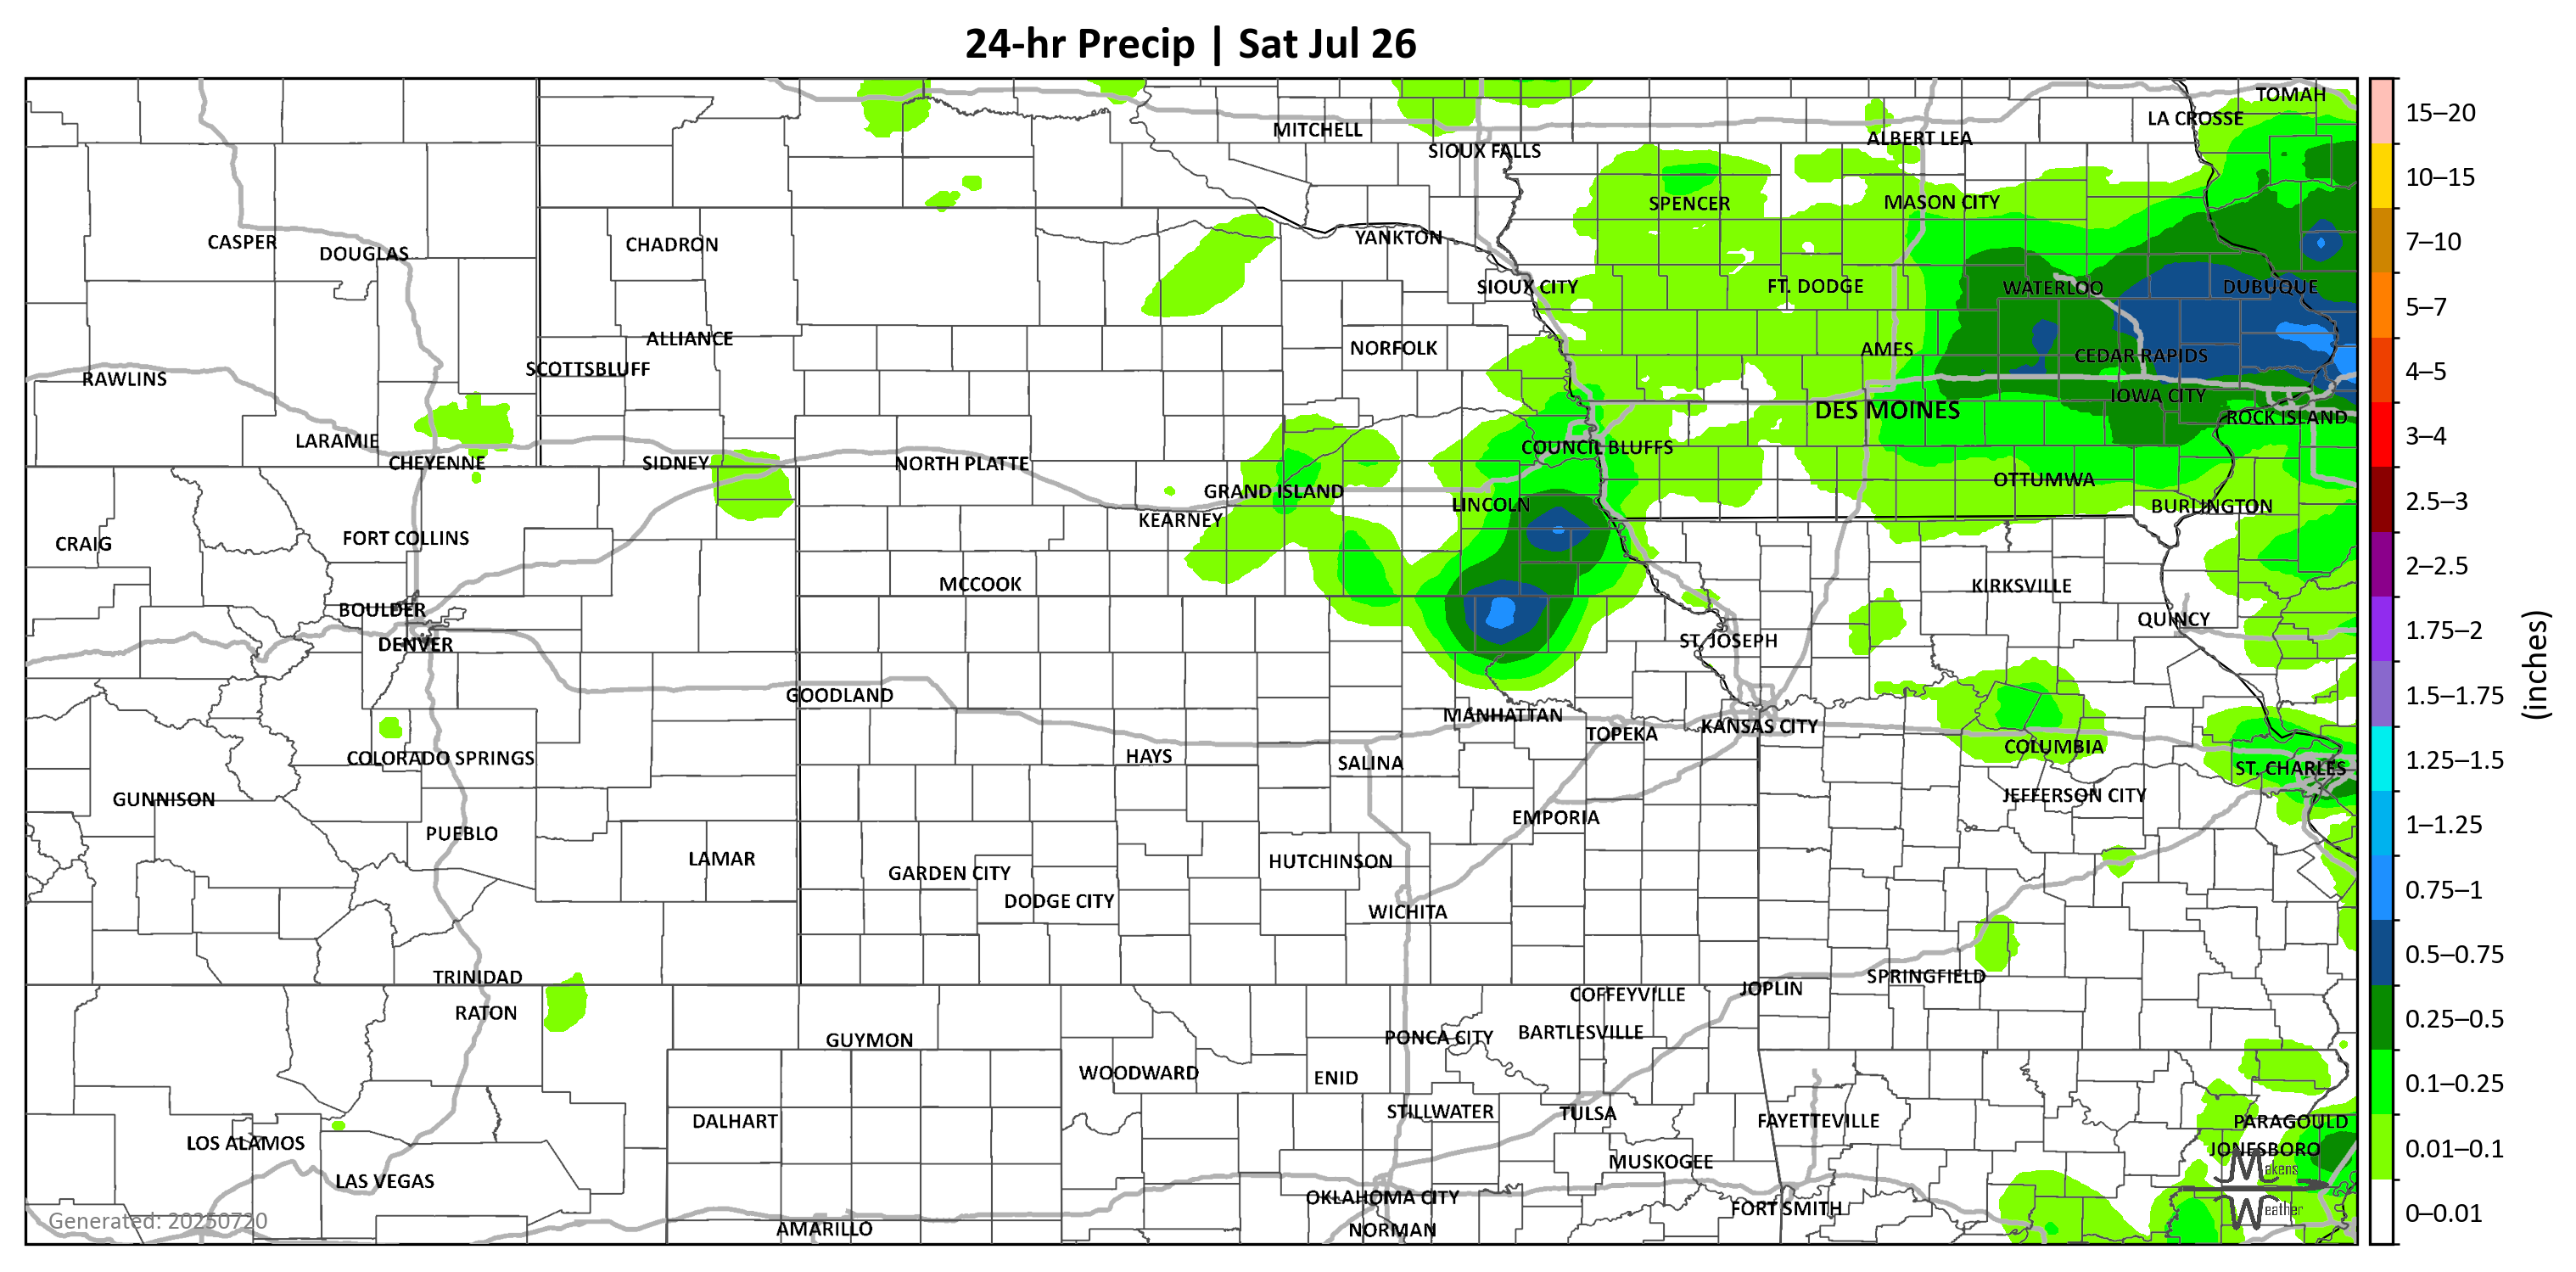 24-hr Precip | Sat Jul 26
TOMAH
LA CROSSE
MITCHELL
ALBERT LEA
SIOUX FALLS
SPENCER
MASON CITY
YANKTON
CASPER
DOUGLAS
CHADRON
SIOUX CITY
FT. DODGE
WATERLOO
DUBUQUE
ALLIANCE
NORFOLK
AMES
CEDAR RAPIDS
SCOTTSBLUFF
RAWLINS
IOWA CITY
DES MOINES
ROCK ISLAND
LARAMIE
COUNCIL BLUFFS
CHEYENNE
SIDNEY
NORTH PLATTE
OTTUMWA
GRAND ISLAND
LINCOLN
BURLINGTON
KEARNEY
FORT COLLINS
CRAIG
MCCOOK
KIRKSVILLE
BOULDER
QUINCY
DENVER
ST. JOSEPH
GOODLAND
MANHATTAN
KANSAS CITY
TOPEKA
COLUMBIA
COLORADO SPRINGS
HAYS
SALINA
ST. CHARLES
GUNNISON
JEFFERSON CITY
EMPORIA
PUEBLO
LAMAR
HUTCHINSON
GARDEN CITY
DODGE CITY
WICHITA
TRINIDAD
SPRINGFIELD
JOPLIN
COFFEYVILLE
RATON
BARTLESVILLE
PONCA CITY
GUYMON
WOODWARD
ENID
STILLWATER
TULSA
DALHART
FAYETTEVILLE
PARAGOULD
LOS ALAMOS
JONESBORO
MUSKOGEE
Makens
LAS VEGAS
OKLAHOMA CITY
FORT SMITH
Weather
Generated: 20250720
AMARILLO
NORMAN
15–20
10–15
7–10
5–7
4–5
3–4
2.5–3
2–2.5
1.75–2
1.5–1.75
1.25–1.5
1–1.25
0.75–1
0.5–0.75
0.25–0.5
0.1–0.25
0.01–0.1
0–0.01
(inches)